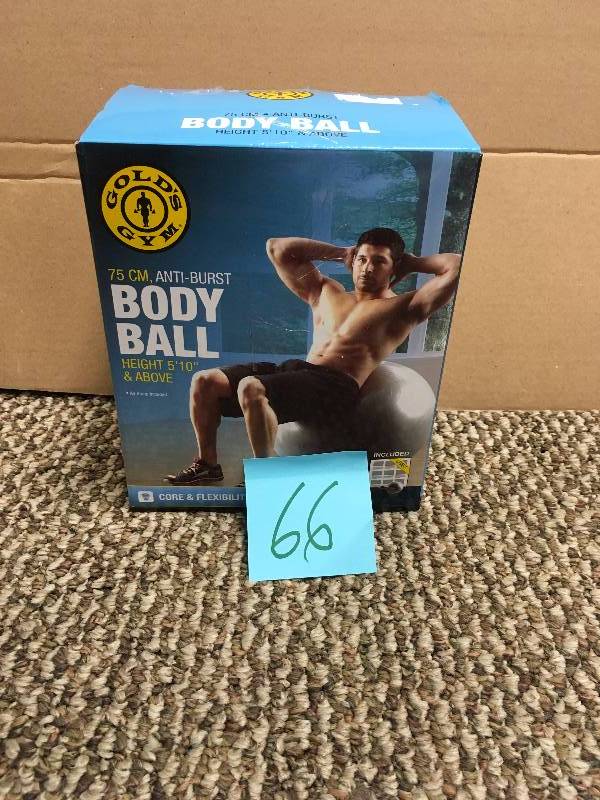 75 CM • ANTI-BURST
BODY BALL
HEIGHT 5'10" & ABOVE
GOLD'S
GYM
75 CM, ANTI-BURST
BODY
BALL
HEIGHT 5'10"
& ABOVE
INCLUDED
CORE & FLEXIBILIT
66